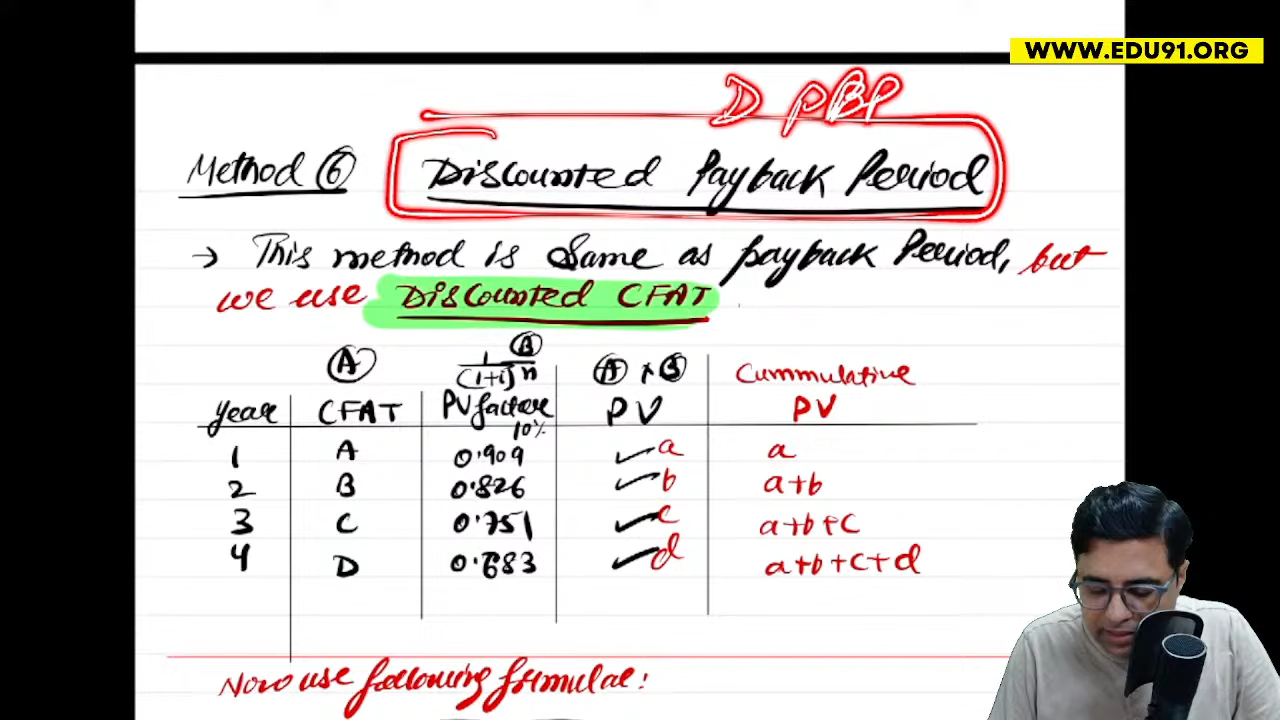 WWW.EDU91.ORG
D PBP
Method ⑥ Discounted Payback Period
→ This method is Same as payback Period, but
we use Discounted CFAT
Ⓐ 1/(1+i)^n Ⓑ Ⓐ × Ⓑ Cummulative
year CFAT PV factor 10% PV PV
1 A 0.909 ✓a a
2 B 0.826 ✓b a+b
3 C 0.751 ✓c a+b+c
4 D 0.683 ✓d a+b+c+d
Now use following formulae: